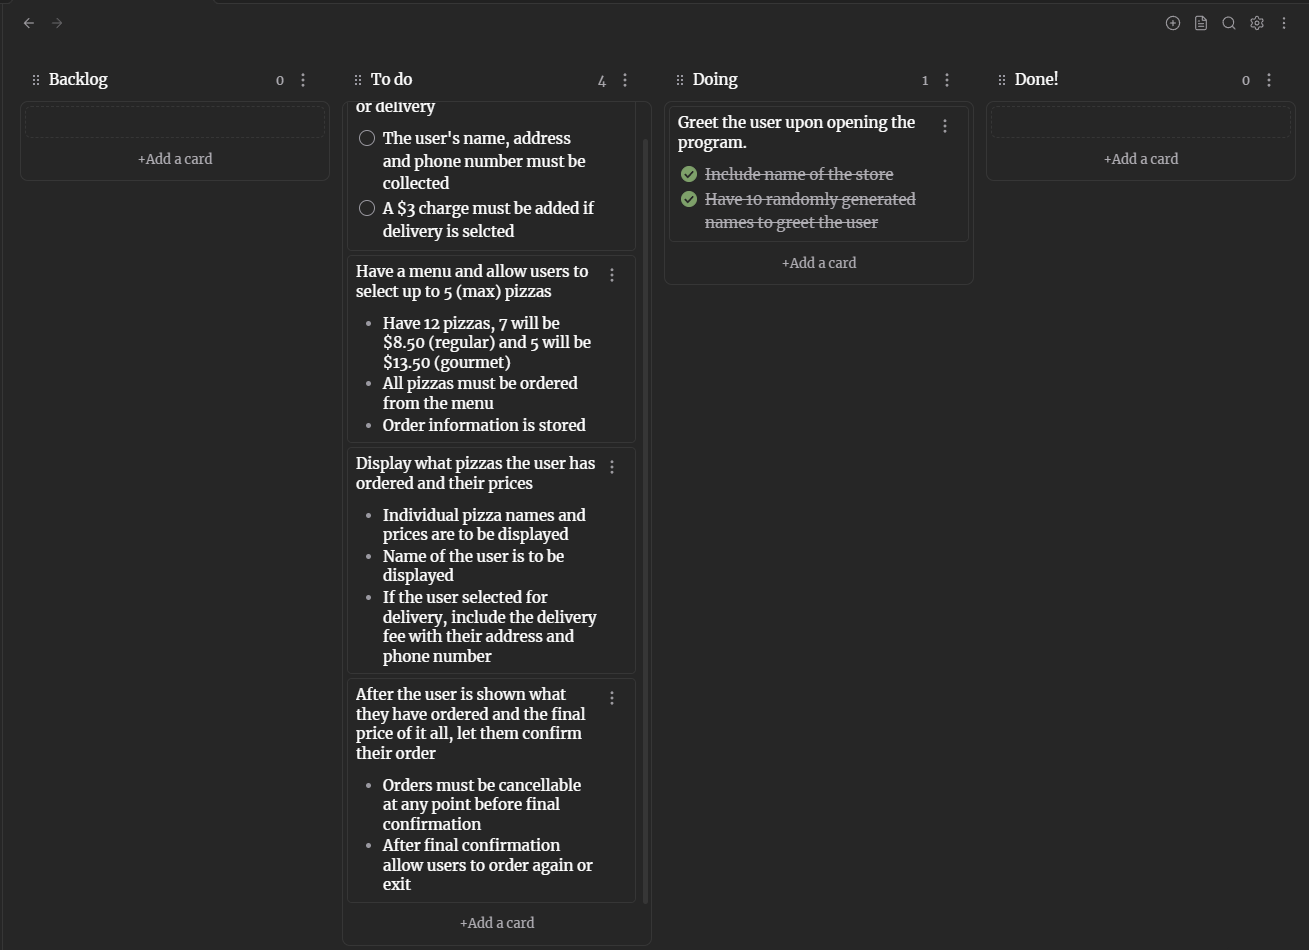 Backlog 0
+Add a card
To do 4
or delivery
The user's name, address
and phone number must be
collected
A $3 charge must be added if
delivery is selcted
Have a menu and allow users to
select up to 5 (max) pizzas
Have 12 pizzas, 7 will be
$8.50 (regular) and 5 will be
$13.50 (gourmet)
All pizzas must be ordered
from the menu
Order information is stored
Display what pizzas the user has
ordered and their prices
Individual pizza names and
prices are to be displayed
Name of the user is to be
displayed
If the user selected for
delivery, include the delivery
fee with their address and
phone number
After the user is shown what
they have ordered and the final
price of it all, let them confirm
their order
Orders must be cancellable
at any point before final
confirmation
After final confirmation
allow users to order again or
exit
+Add a card
Doing 1
Greet the user upon opening the
program.
Include name of the store
Have 10 randomly generated
names to greet the user
+Add a card
Done! 0
+Add a card